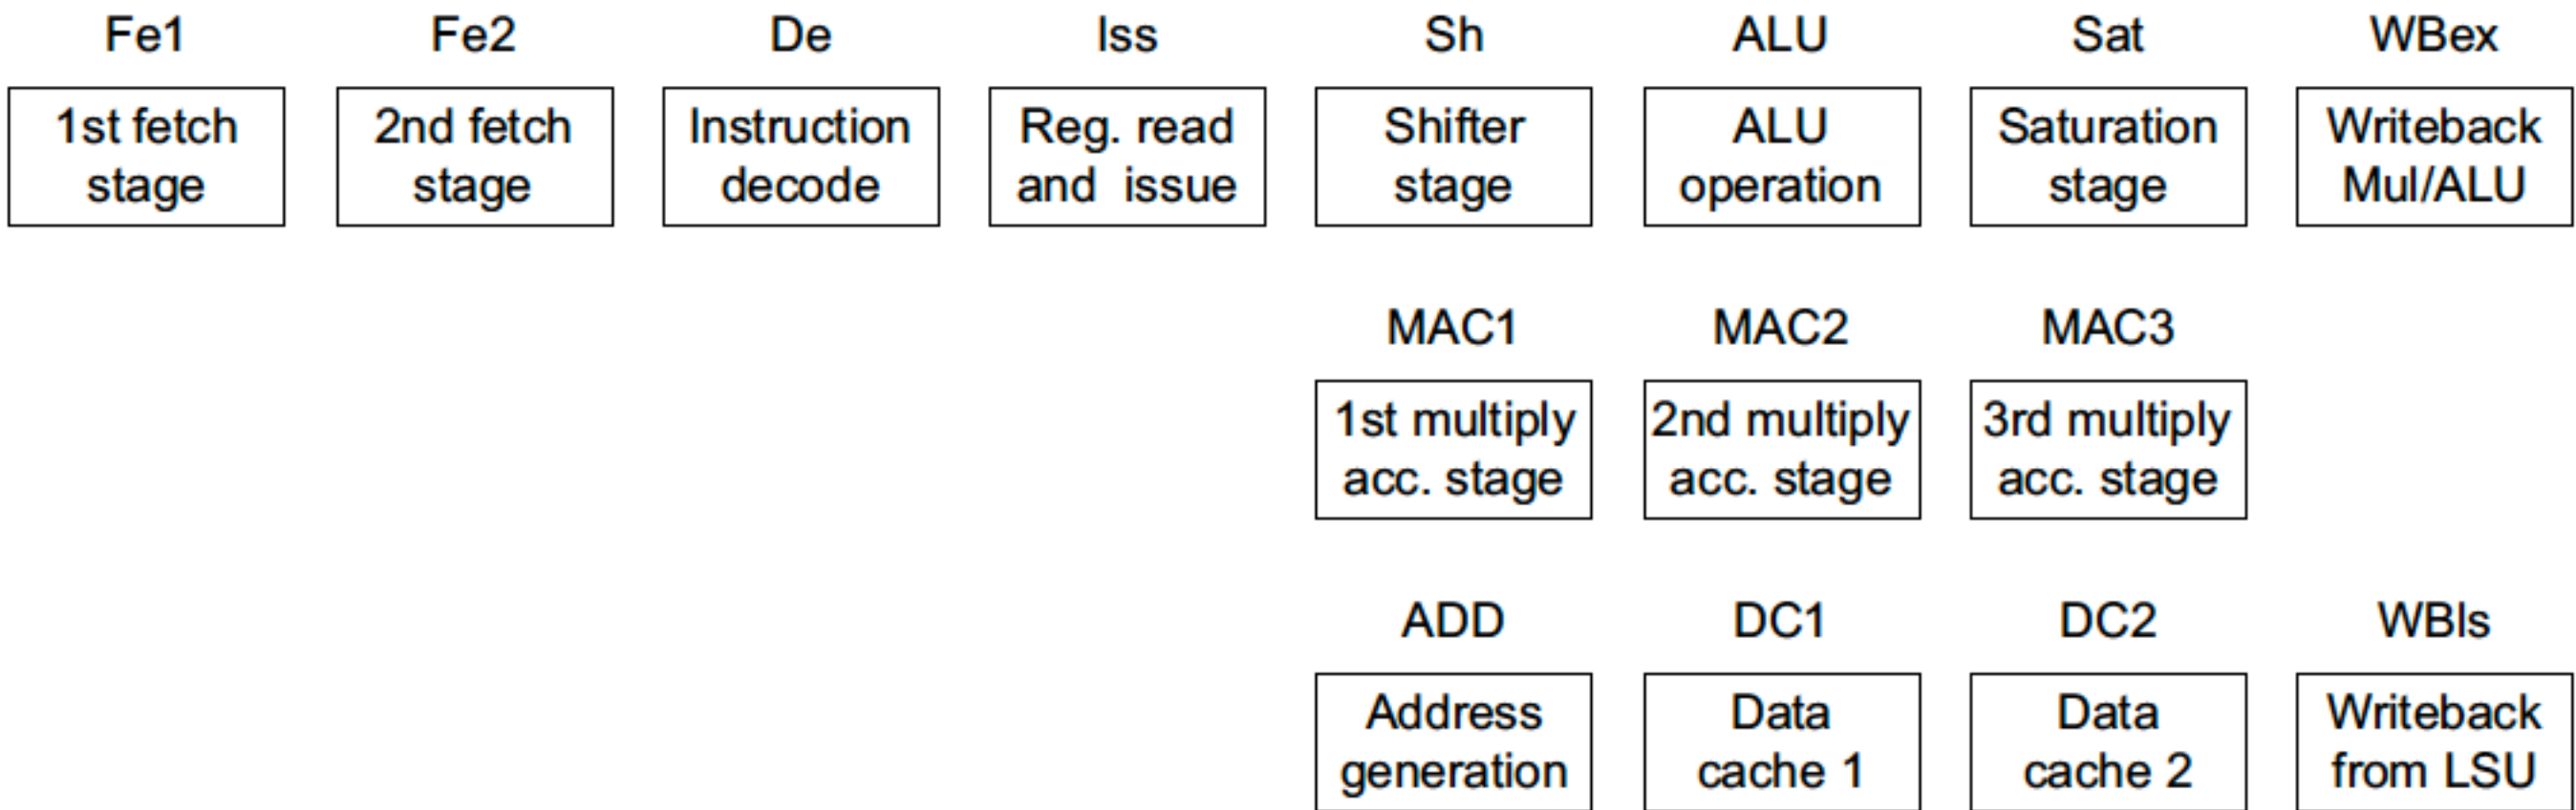 Fe1 Fe2 De Iss Sh ALU Sat WBex
1st fetch 2nd fetch Instruction Reg. read Shifter ALU Saturation Writeback
stage stage decode and issue stage operation stage Mul/ALU
MAC1 MAC2 MAC3
1st multiply 2nd multiply 3rd multiply
acc. stage acc. stage acc. stage
ADD DC1 DC2 WBls
Address Data Data Writeback
generation cache 1 cache 2 from LSU